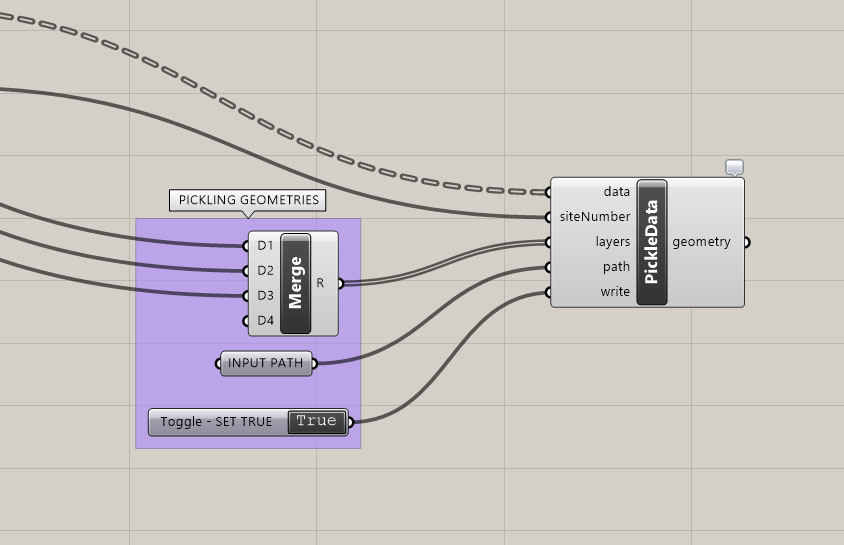 PICKLING GEOMETRIES
D1
D2
D3
D4
Merge
R
INPUT PATH
Toggle - SET TRUE True
data
siteNumber
layers
path
write
PickleData
geometry